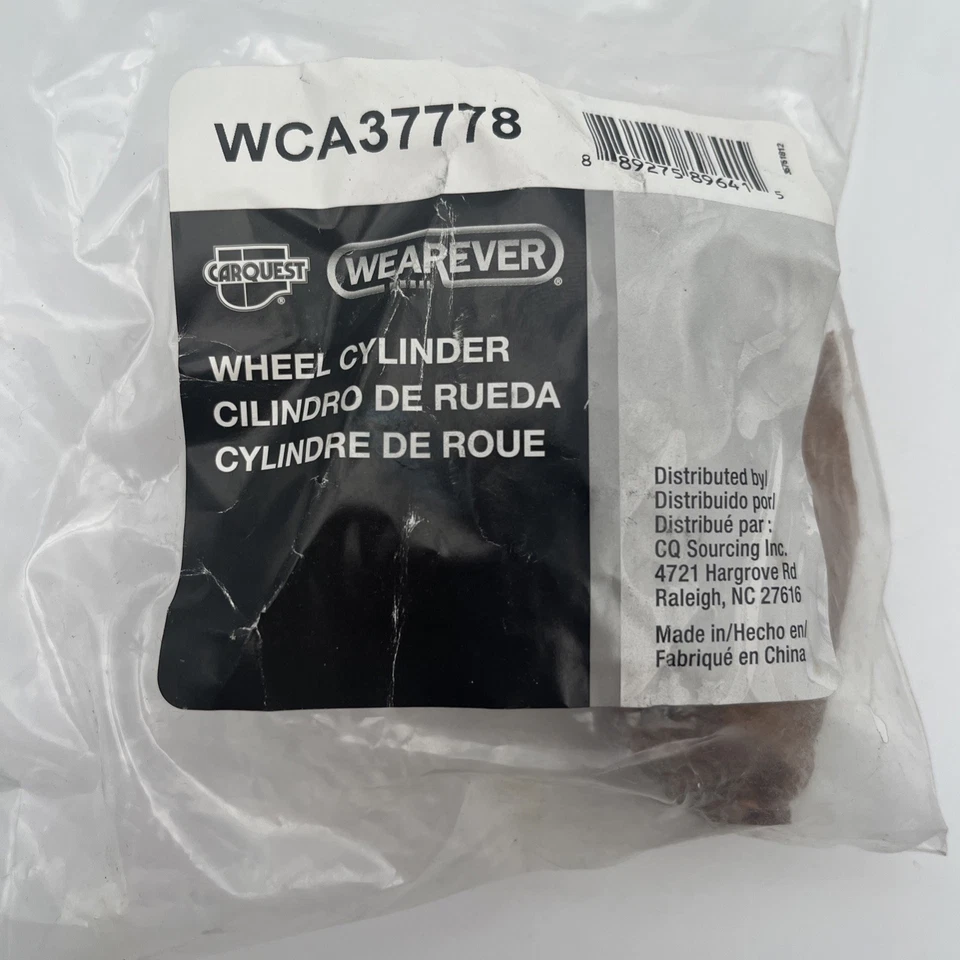 WCA37778
8 89275 89641 5
CARQUEST®
WEAREVER®
WHEEL CYLINDER
CILINDRO DE RUEDA
CYLINDRE DE ROUE
Distributed by/
Distribuido por/
Distribué par :
CQ Sourcing Inc.
4721 Hargrove Rd
Raleigh, NC 27616
Made in/Hecho en/
Fabriqué en China